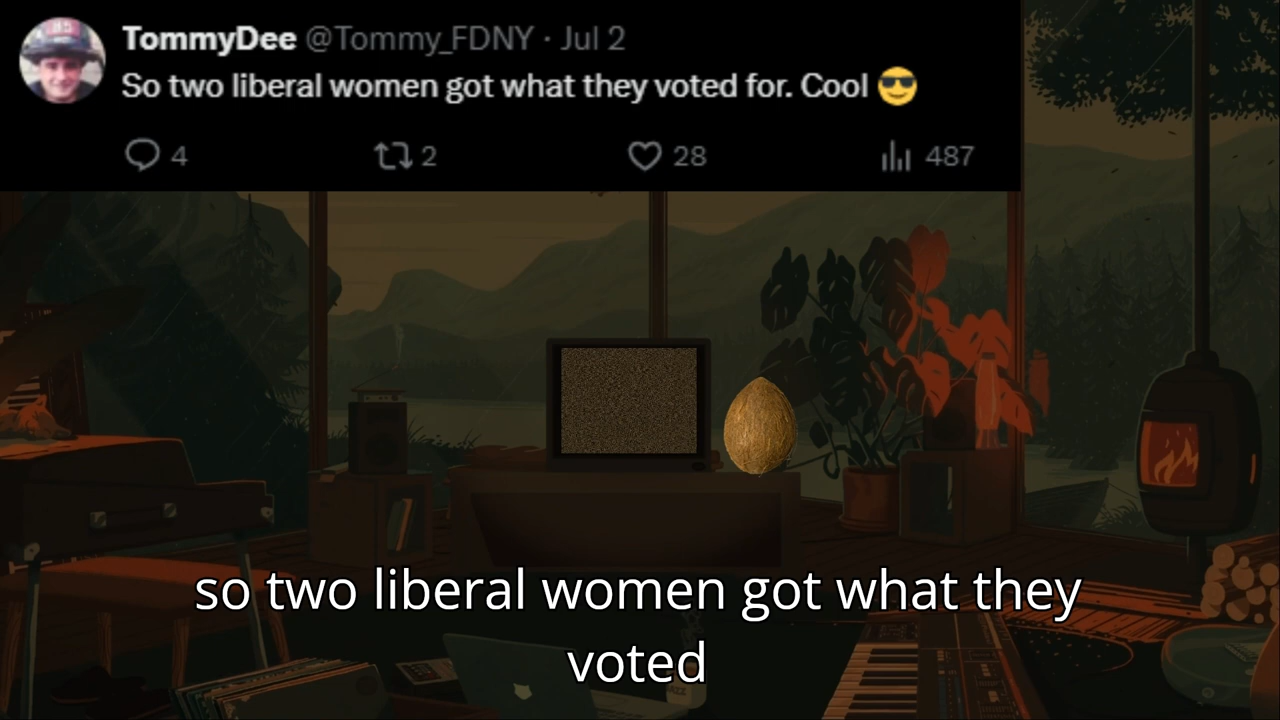 TommyDee @Tommy_FDNY · Jul 2
So two liberal women got what they voted for. Cool 😎
4 2 28 487
so two liberal women got what they
voted